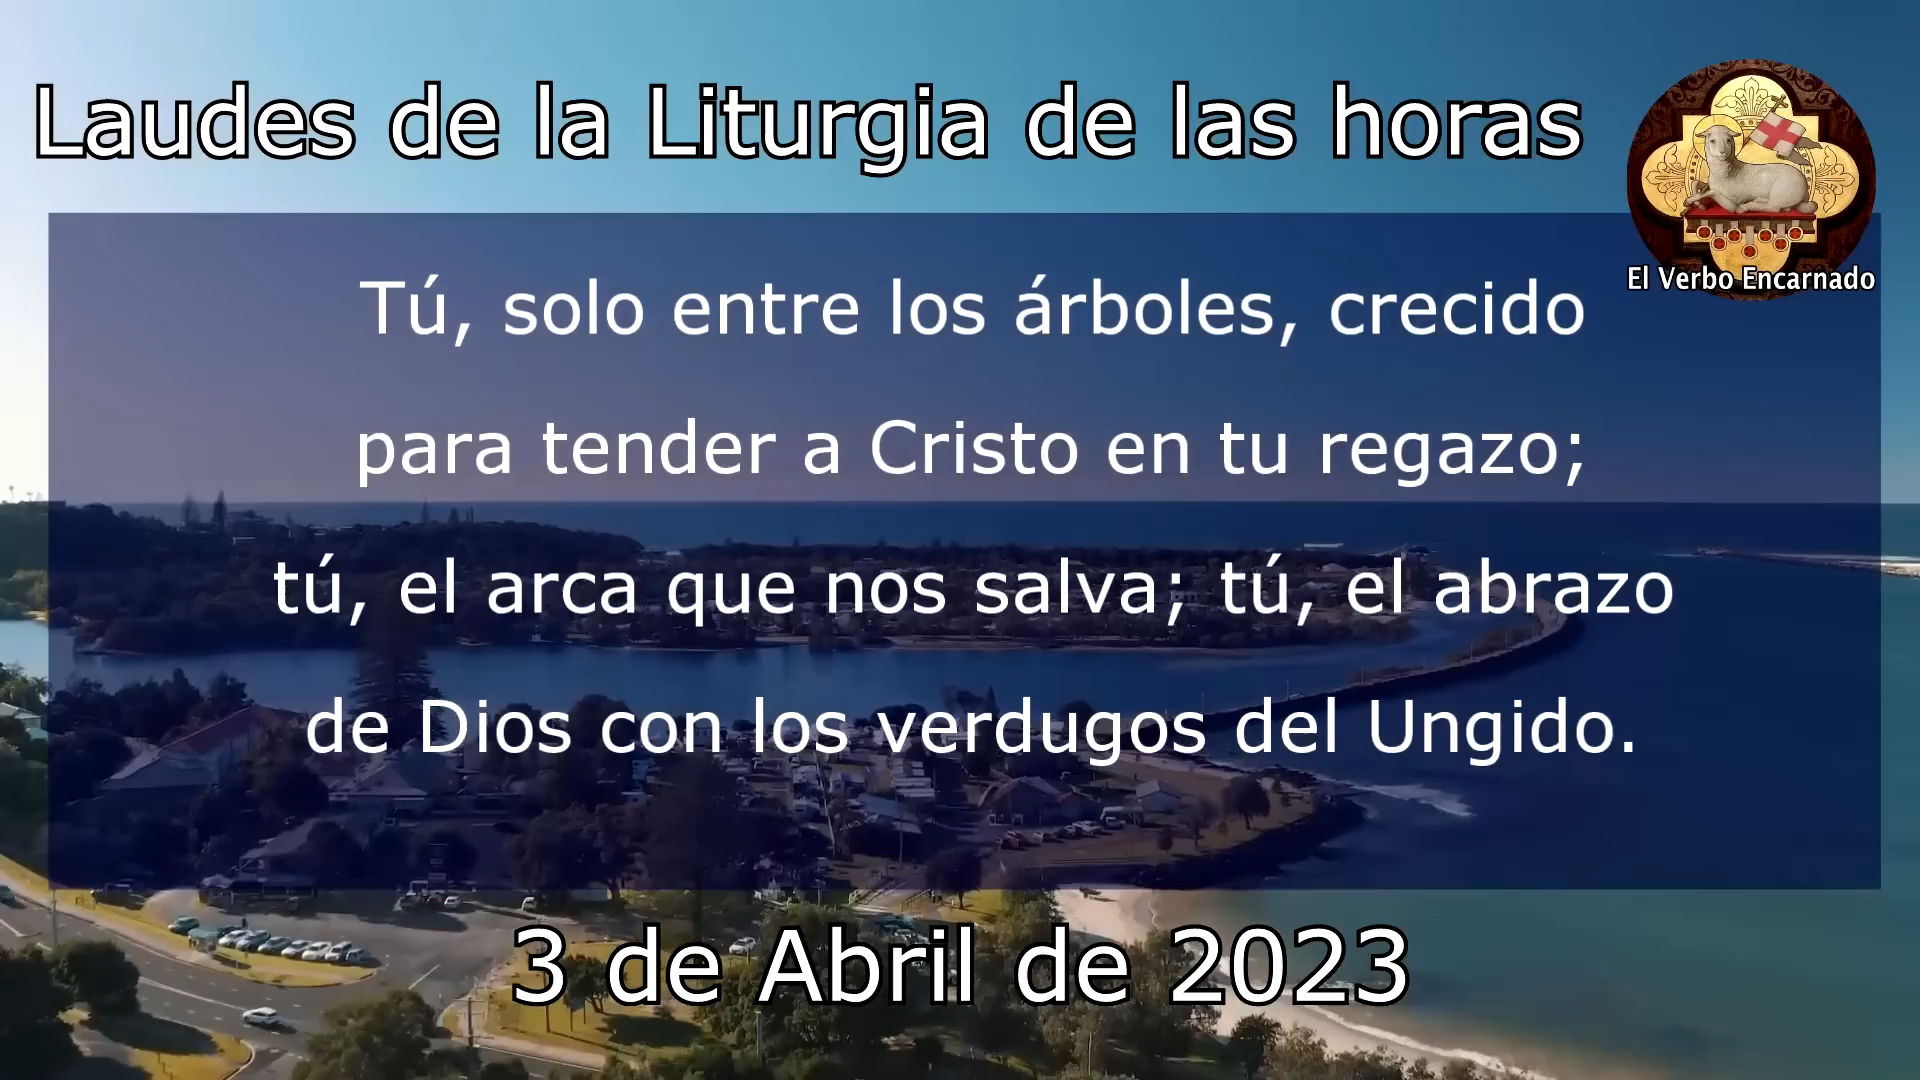 Laudes de la Liturgia de las horas
El Verbo Encarnado
Tú, solo entre los árboles, crecido
para tender a Cristo en tu regazo;
tú, el arca que nos salva; tú, el abrazo
de Dios con los verdugos del Ungido.
3 de Abril de 2023